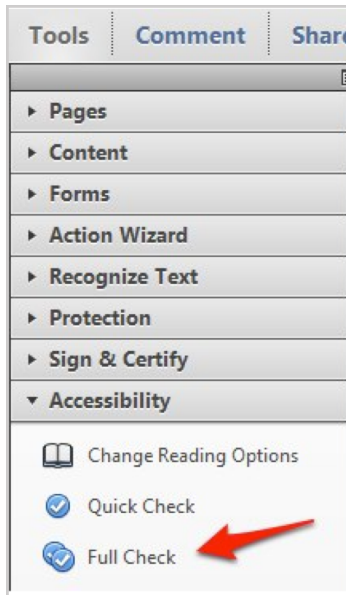 Tools Comment Share
Pages
Content
Forms
Action Wizard
Recognize Text
Protection
Sign & Certify
Accessibility
Change Reading Options
Quick Check
Full Check